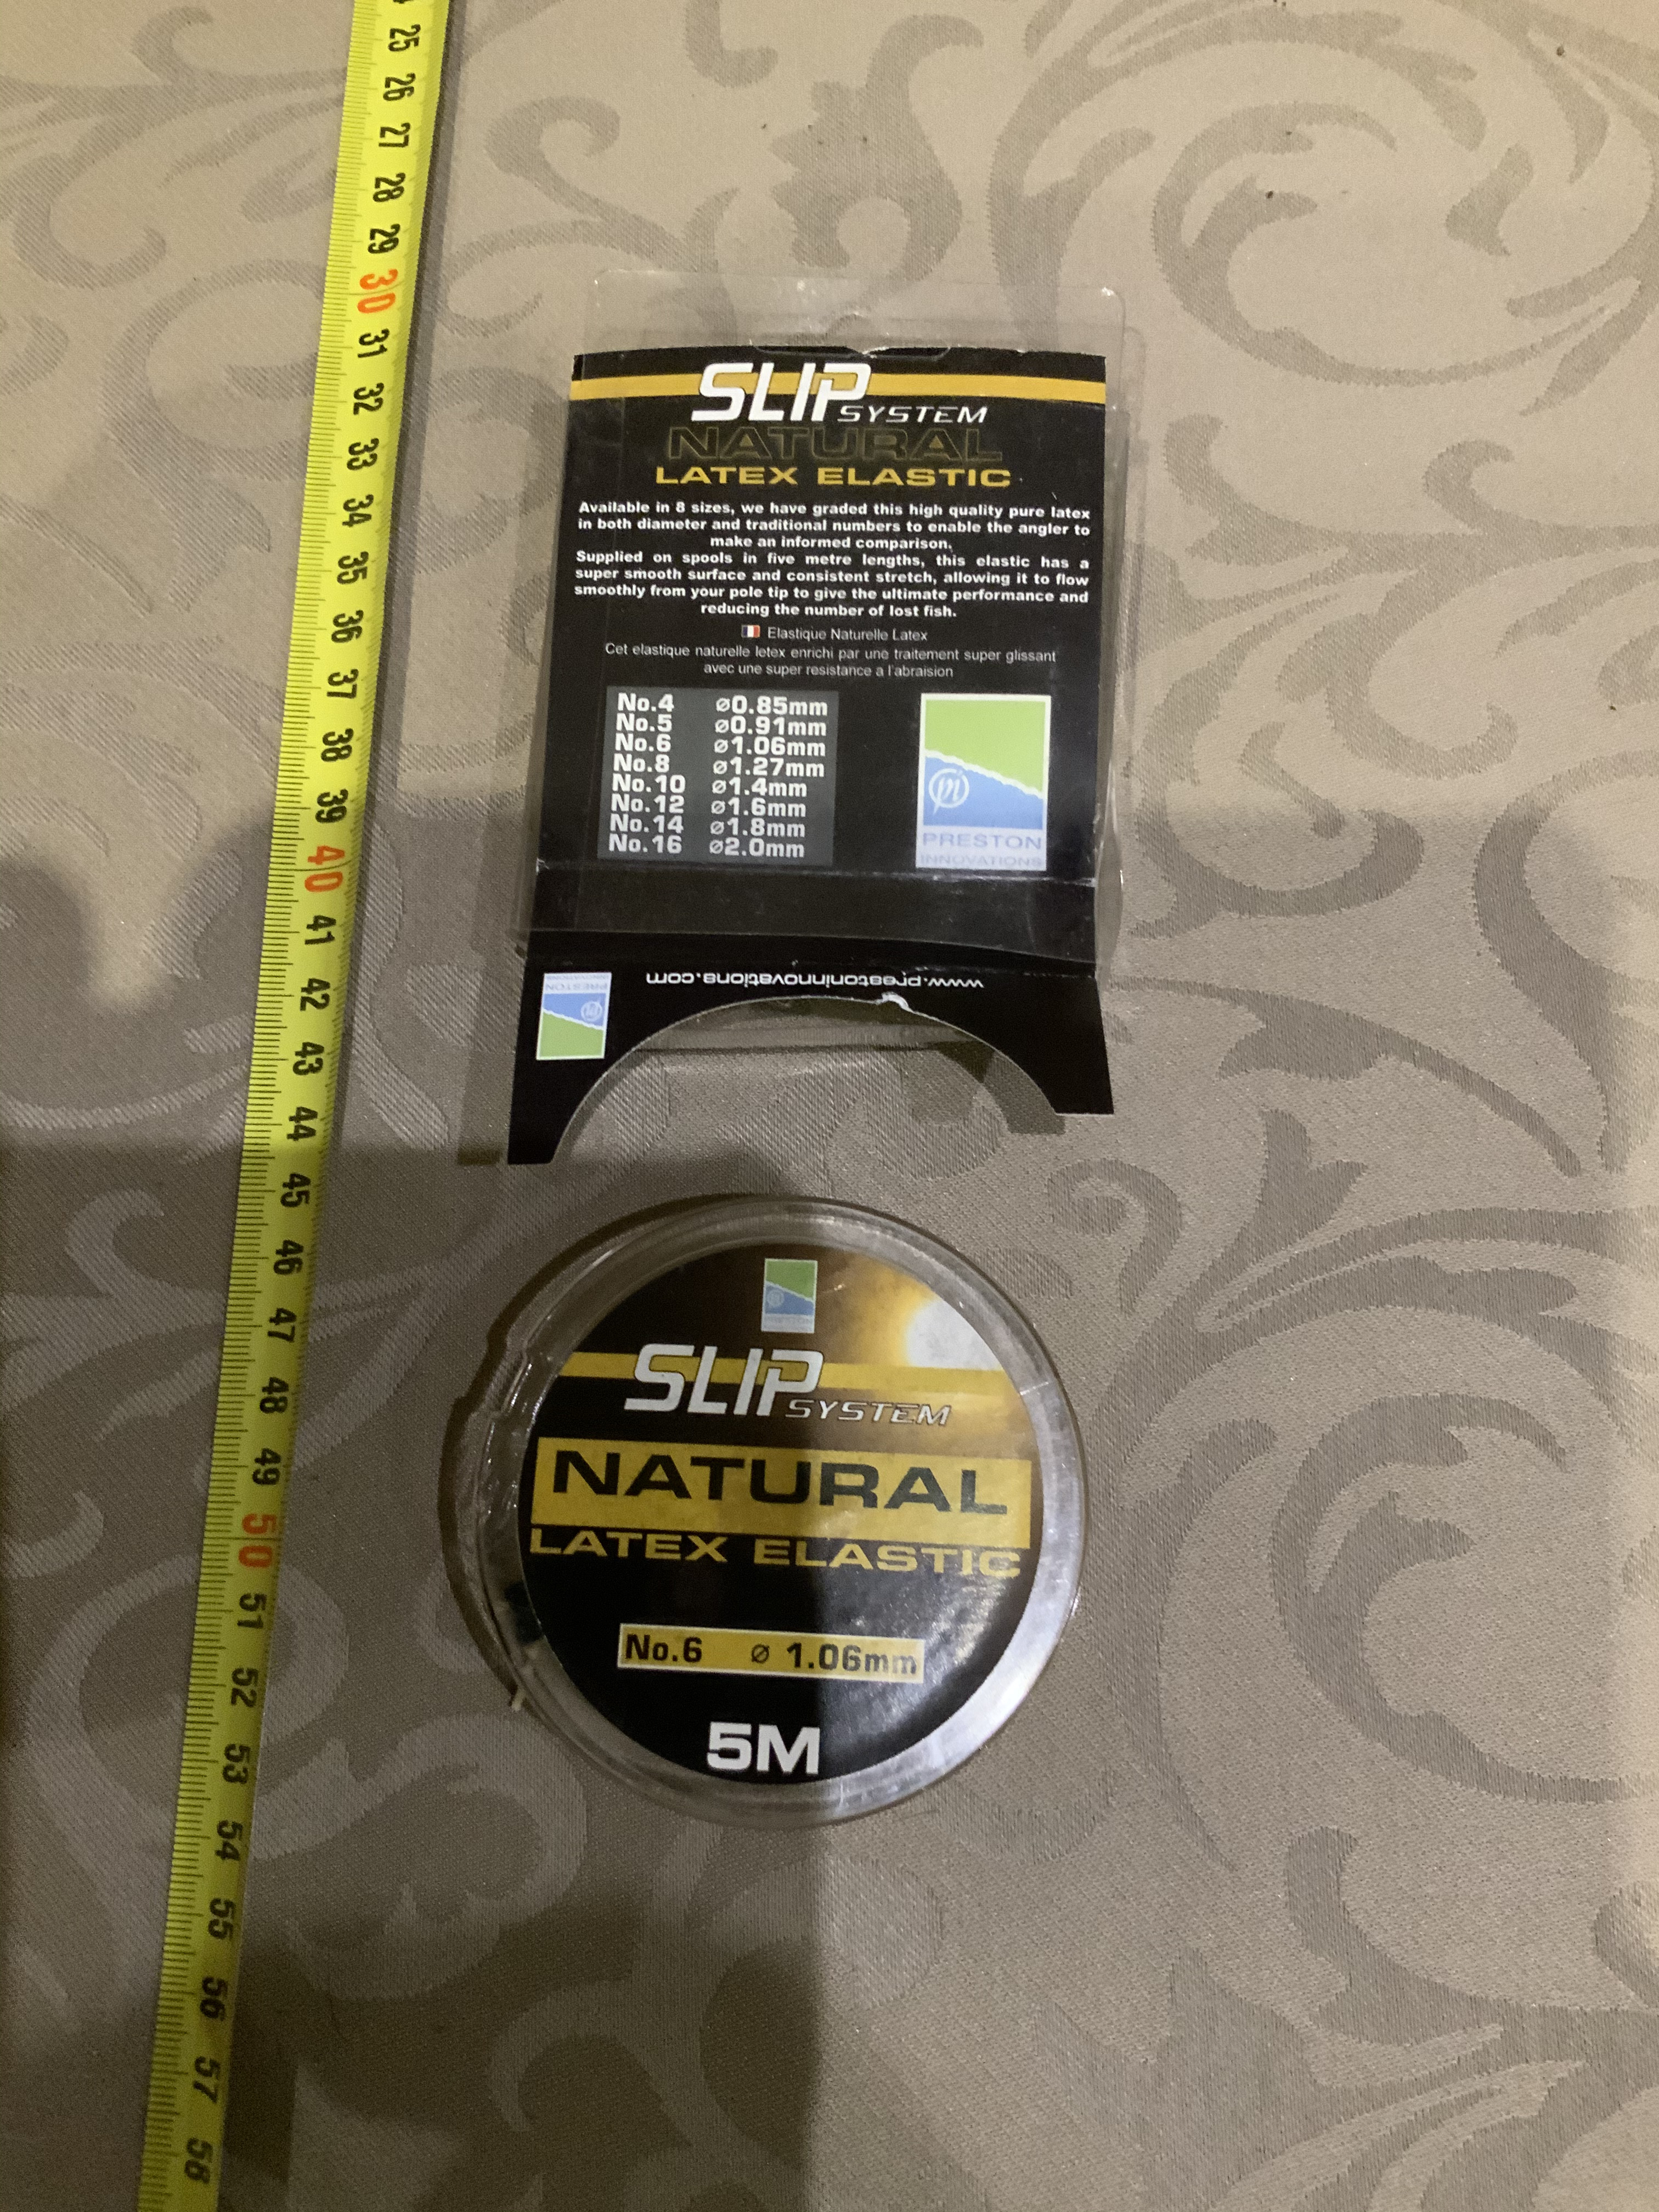 25
26
27
28
29
30
31
32
33
34
35
36
37
38
39
40
41
42
43
44
45
46
47
48
49
50
51
52
53
54
55
56
57
58
SLIP SYSTEM
NATURAL
LATEX ELASTIC
Available in 8 sizes, we have graded this high quality pure latex
in both diameter and traditional numbers to enable the angler to
make an informed comparison.
Supplied on spools in five metre lengths, this elastic has a
super smooth surface and consistent stretch, allowing it to flow
smoothly from your pole tip to give the ultimate performance and
reducing the number of lost fish.
Elastique Naturelle Latex
Cet elastique naturelle letex enrichi par une traitement super glissant
avec une super resistance a l'abraision
No.4 ø0.85mm
No.5 ø0.91mm
No.6 ø1.06mm
No.8 ø1.27mm
No.10 ø1.4mm
No.12 ø1.6mm
No.14 ø1.8mm
No.16 ø2.0mm
pi
PRESTON
INNOVATIONS
www.prestoninnovations.com
PRESTON
INNOVATIONS
PRESTON
SLIP SYSTEM
NATURAL
LATEX ELASTIC
No.6 ø 1.06mm
5M